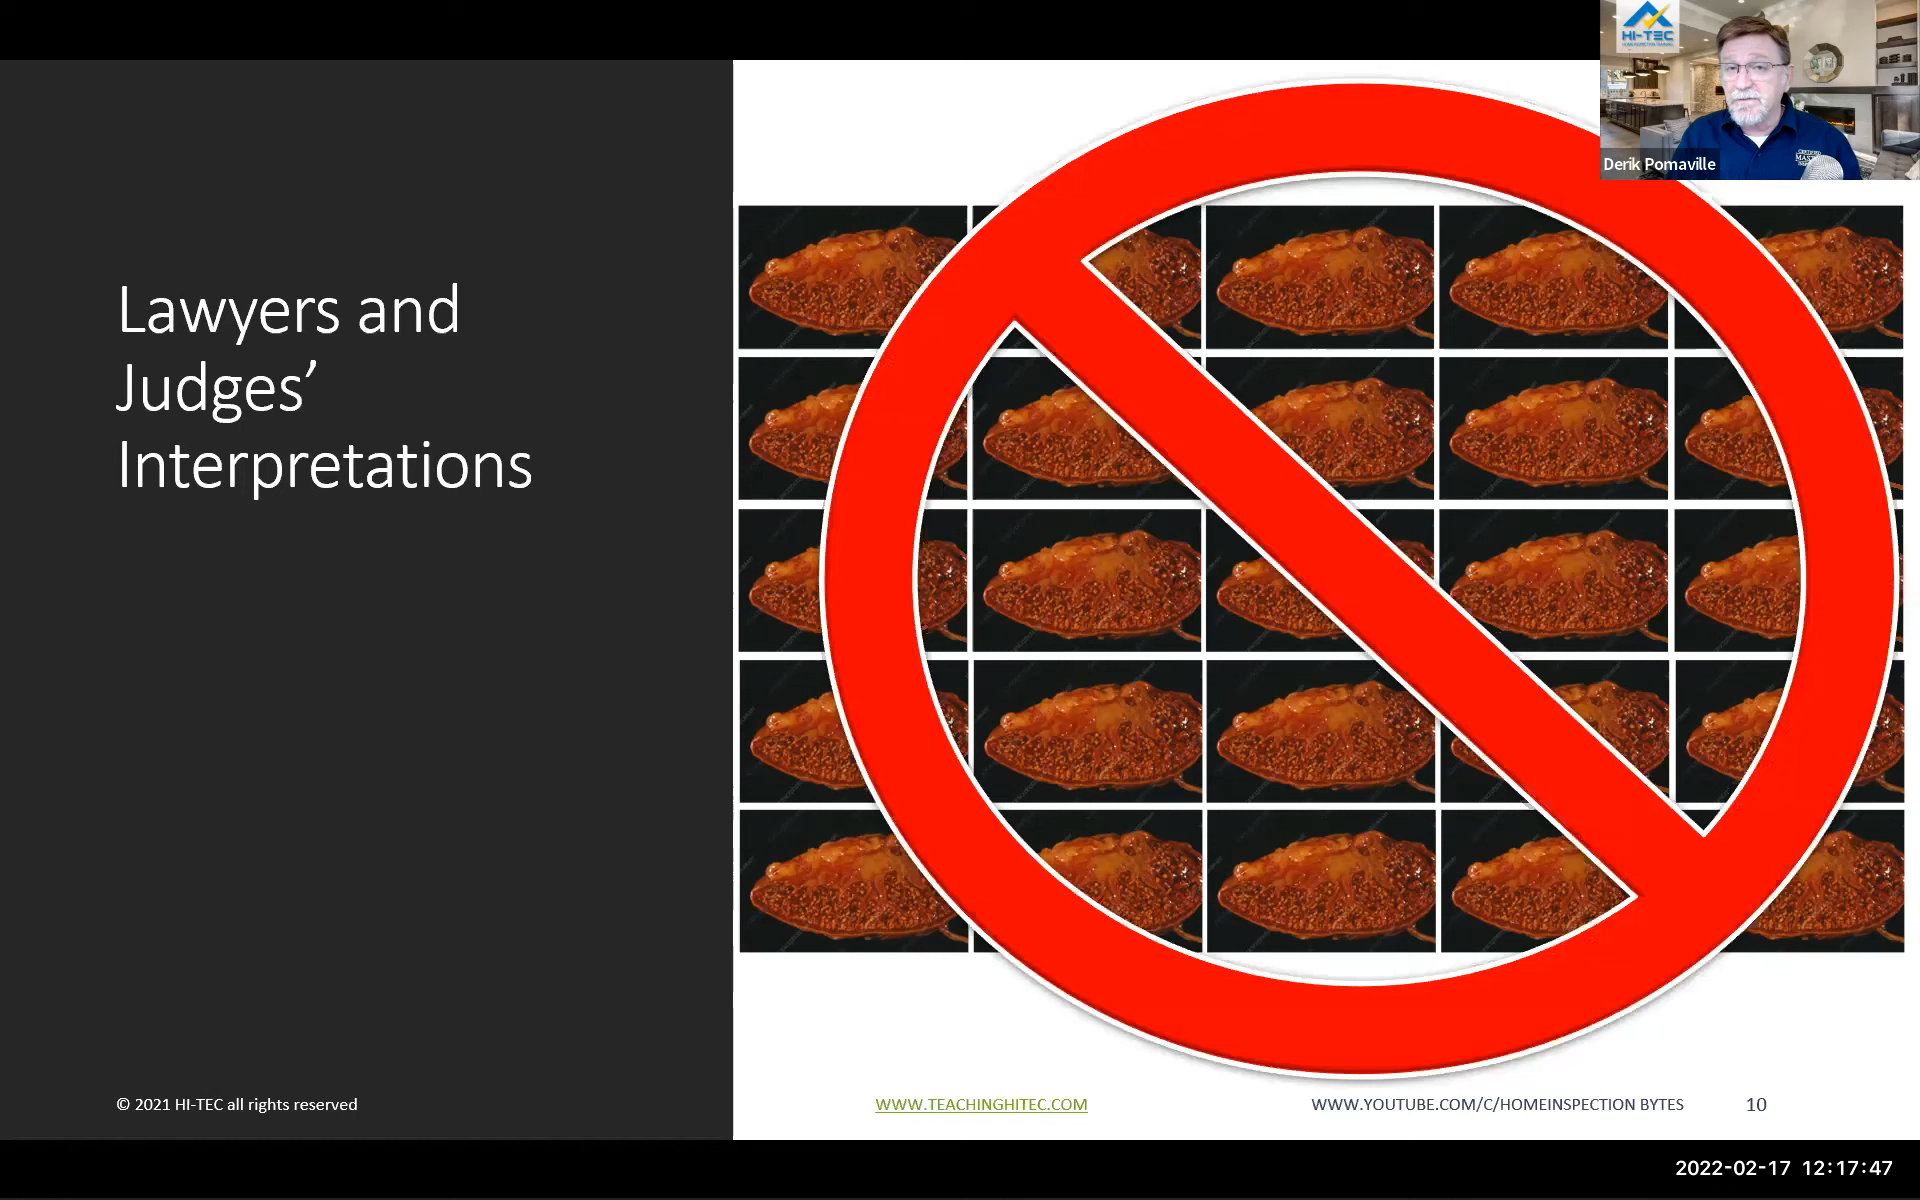 HI-TEC
Derik Pomaville
Lawyers and
Judges’
Interpretations
© 2021 HI-TEC all rights reserved
WWW.TEACHINGHITEC.COM
WWW.YOUTUBE.COM/C/HOMEINSPECTION BYTES
10
2022-02-17 12:17:47